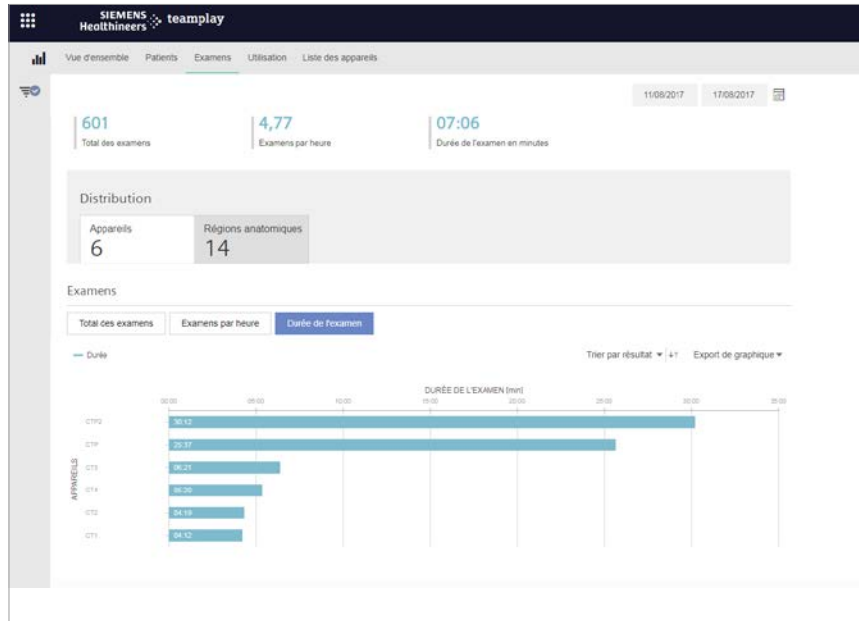 SIEMENS
Healthineers
teamplay
Vue d'ensemble Patients Examens Utilisation Liste des appareils
11/08/2017 17/08/2017
601 4,77 07:06
Total des examens Examens par heure Durée de l'examen en minutes
Distribution
Appareils Régions anatomiques
6 14
Examens
Total des examens Examens par heure Durée de l'examen
Durée Trier par résultat Export de graphique
DURÉE DE L'EXAMEN [min]
00:00 05:00 10:00 15:00 20:00 25:00 30:00 35:00
APPAREILS
CTP2 30:12
CTP 25:37
CT3 06:21
CT4 05:20
CT2 04:19
CT1 04:12